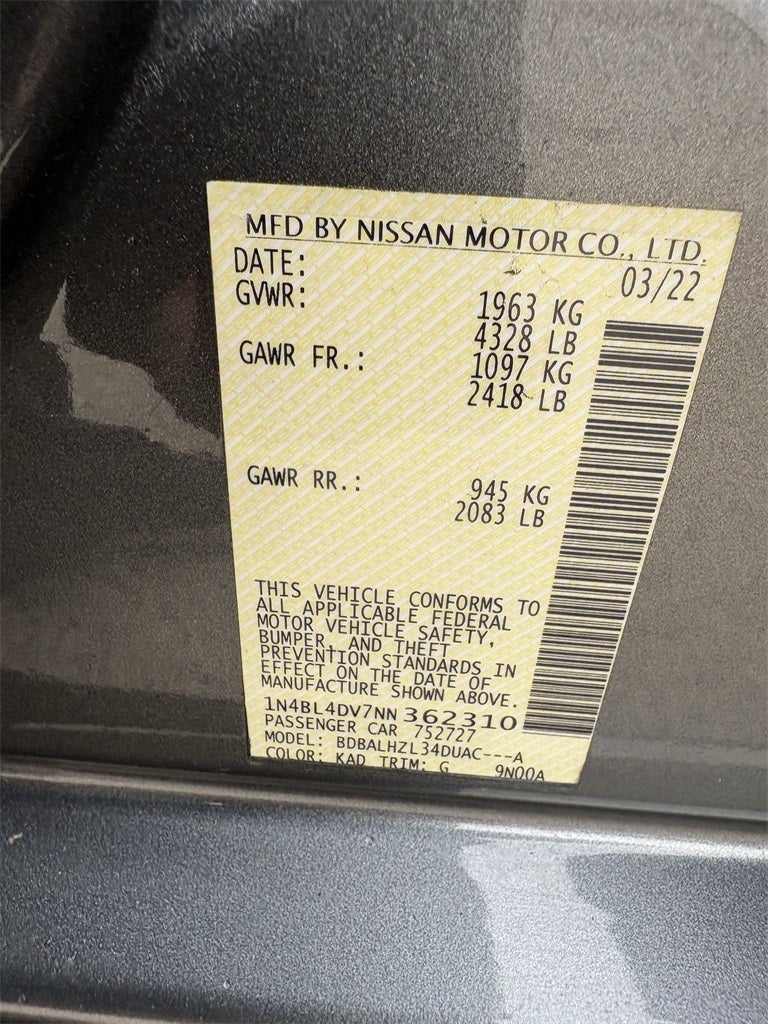 MFD BY NISSAN MOTOR CO., LTD.
DATE: 03/22
GVWR: 1963 KG
4328 LB
GAWR FR.: 1097 KG
2418 LB
GAWR RR.: 945 KG
2083 LB
THIS VEHICLE CONFORMS TO
ALL APPLICABLE FEDERAL
MOTOR VEHICLE SAFETY,
BUMPER, AND THEFT
PREVENTION STANDARDS IN
EFFECT ON THE DATE OF
MANUFACTURE SHOWN ABOVE.
1N4BL4DV7NN 362310
PASSENGER CAR 752727
MODEL: BDBALHZL34DUAC---A
COLOR: KAD TRIM: G 9N00A